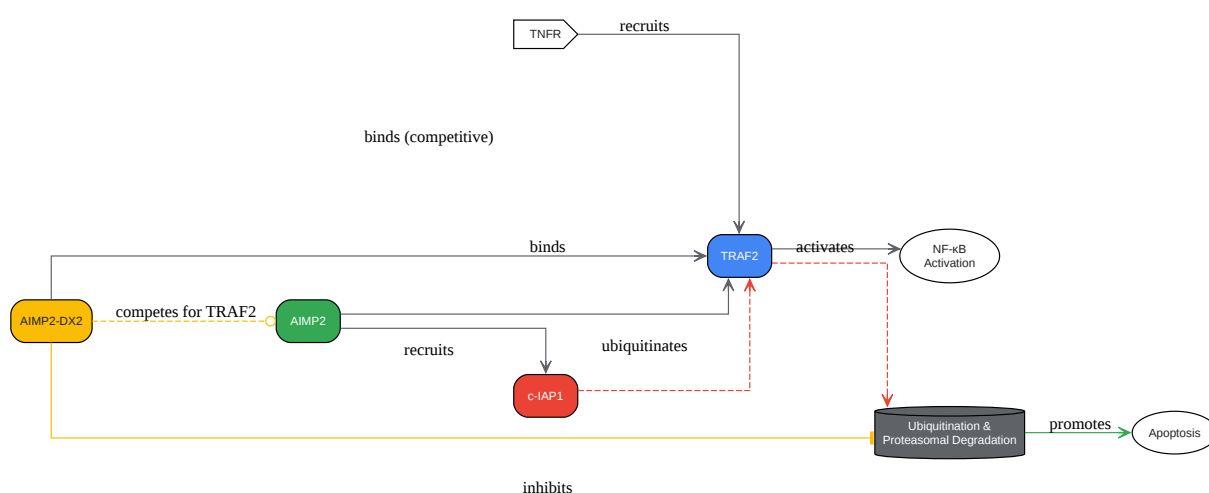 TNFR
recruits
binds (competitive)
binds
TRAF2
activates
NF-κB
Activation
AIMP2-DX2
competes for TRAF2
AIMP2
recruits
ubiquitinates
c-IAP1
Ubiquitination &
Proteasomal Degradation
promotes
Apoptosis
inhibits